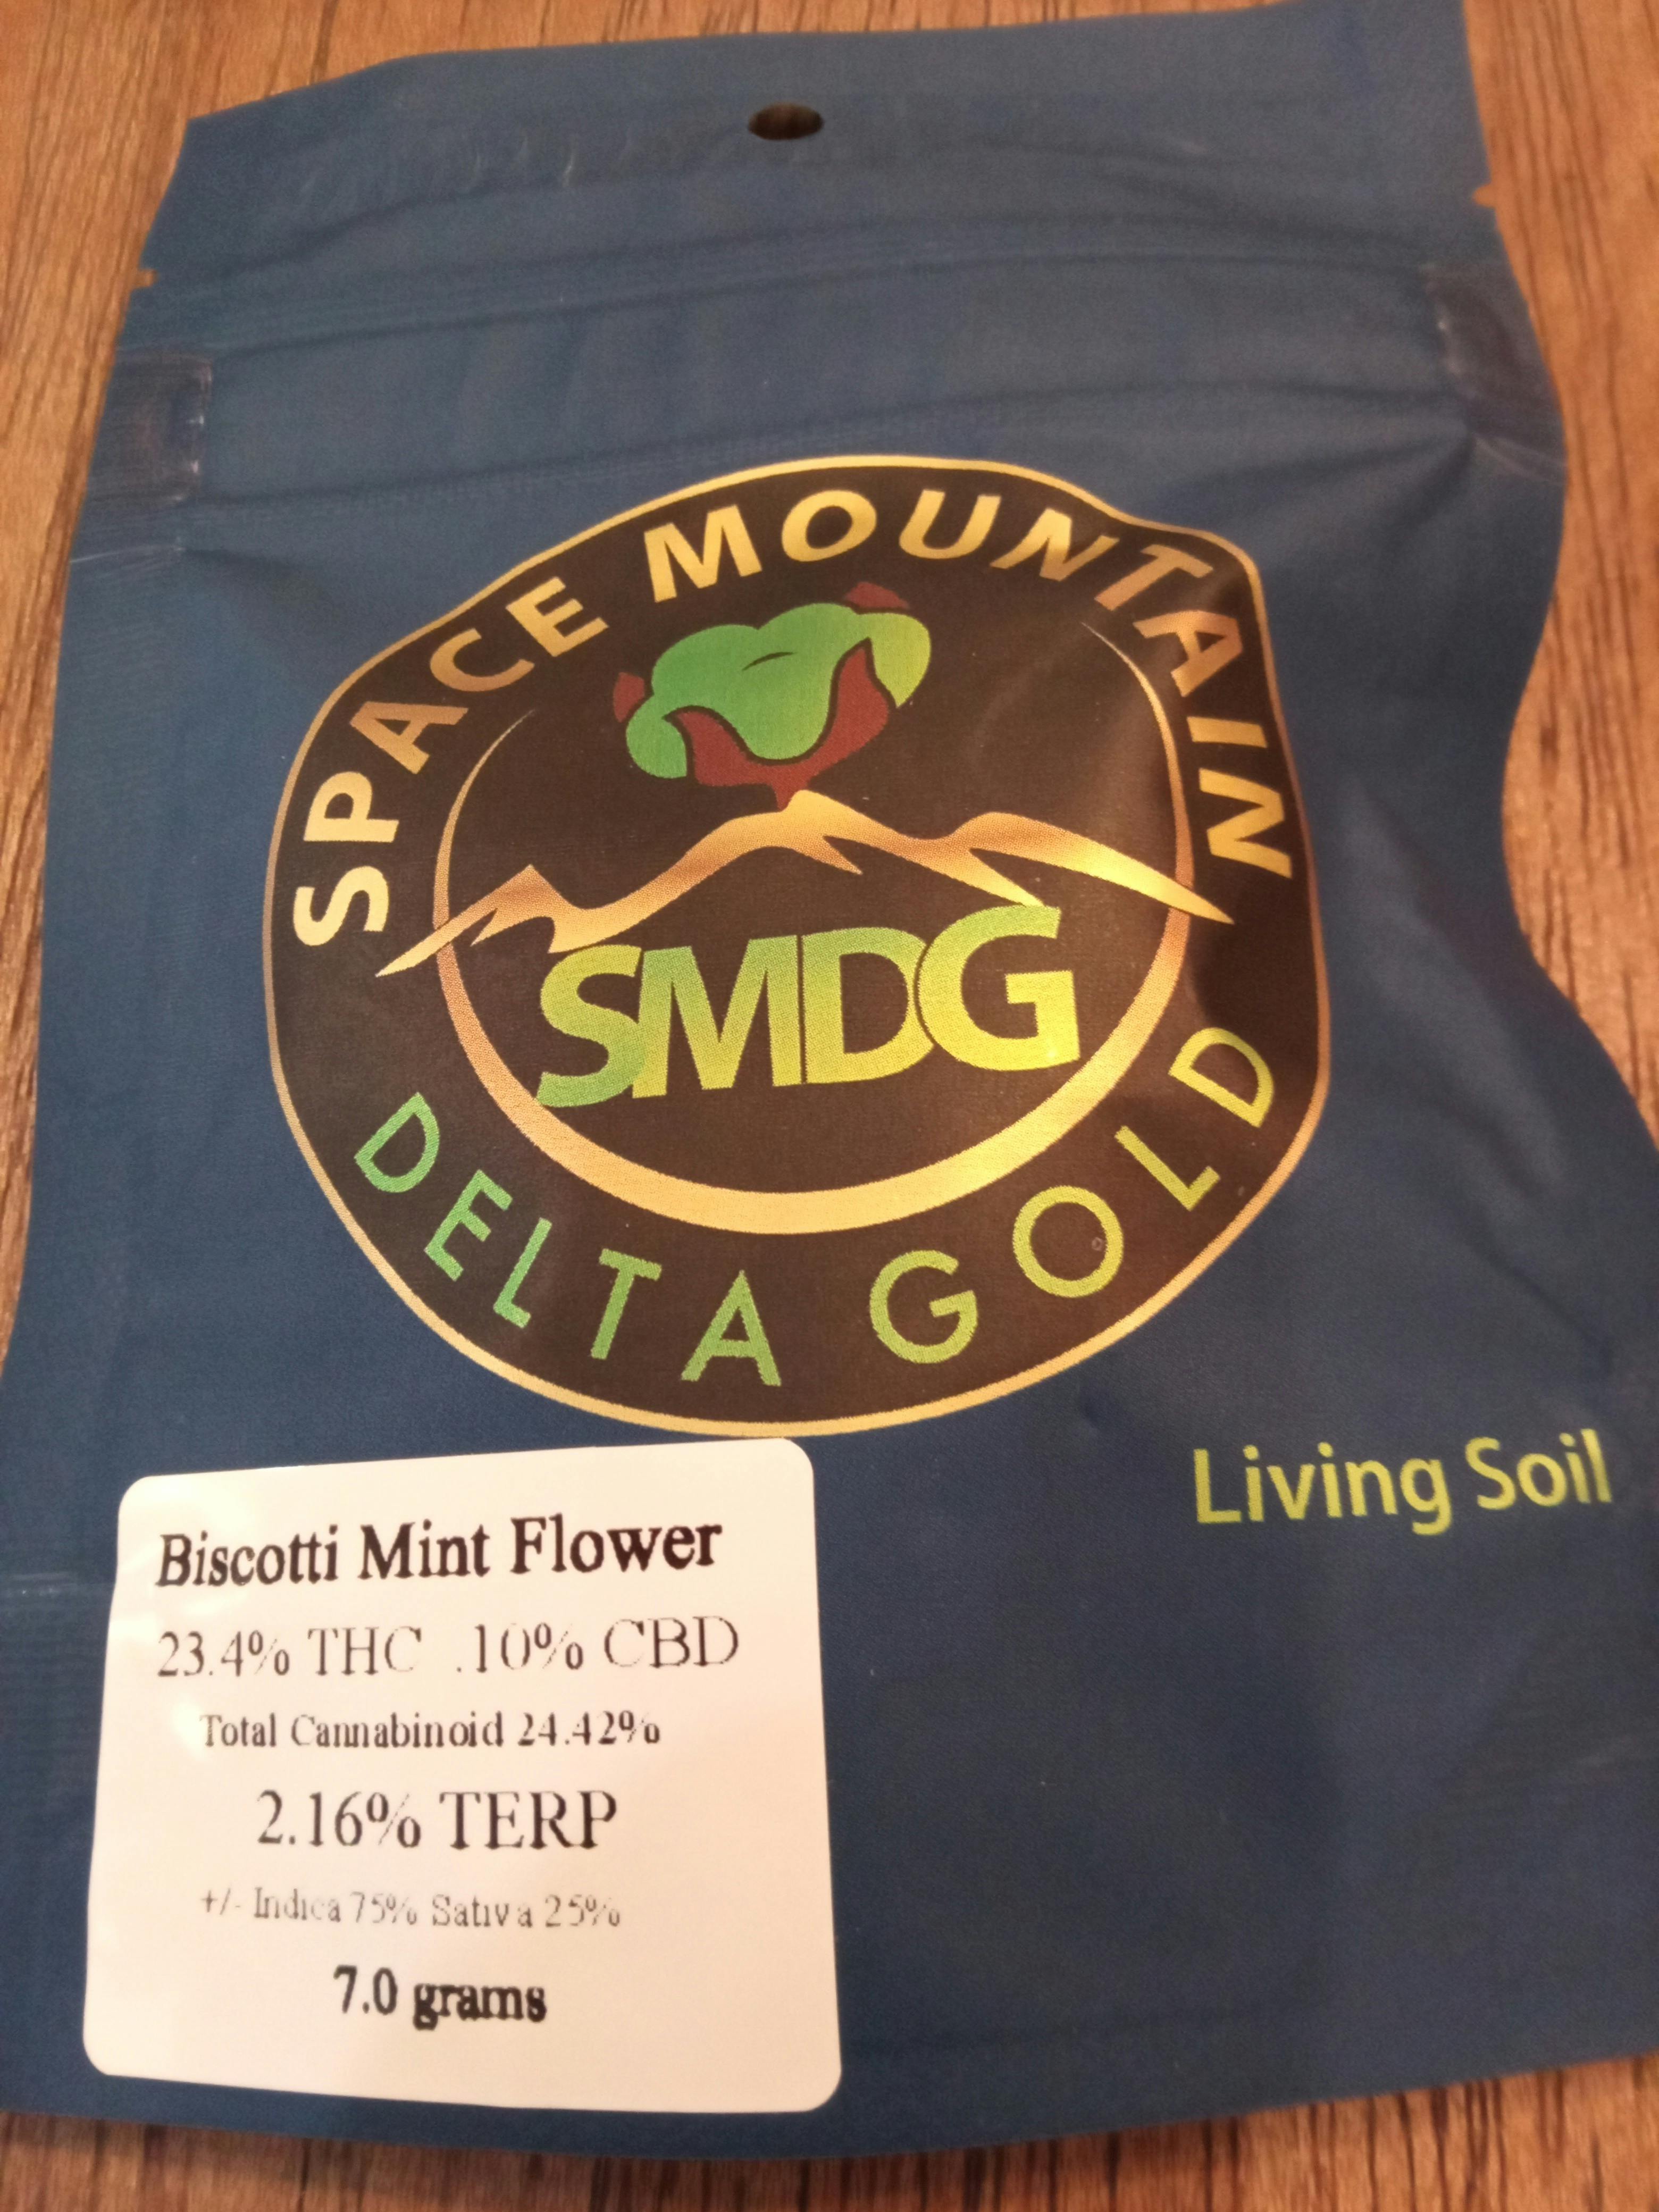 SPACE MOUNTAIN
SMDG
DELTA GOLD
Living Soil
Biscotti Mint Flower
23.4% THC .10% CBD
Total Cannabinoid 24.42%
2.16% TERP
+/- Indica 75% Sativa 25%
7.0 grams